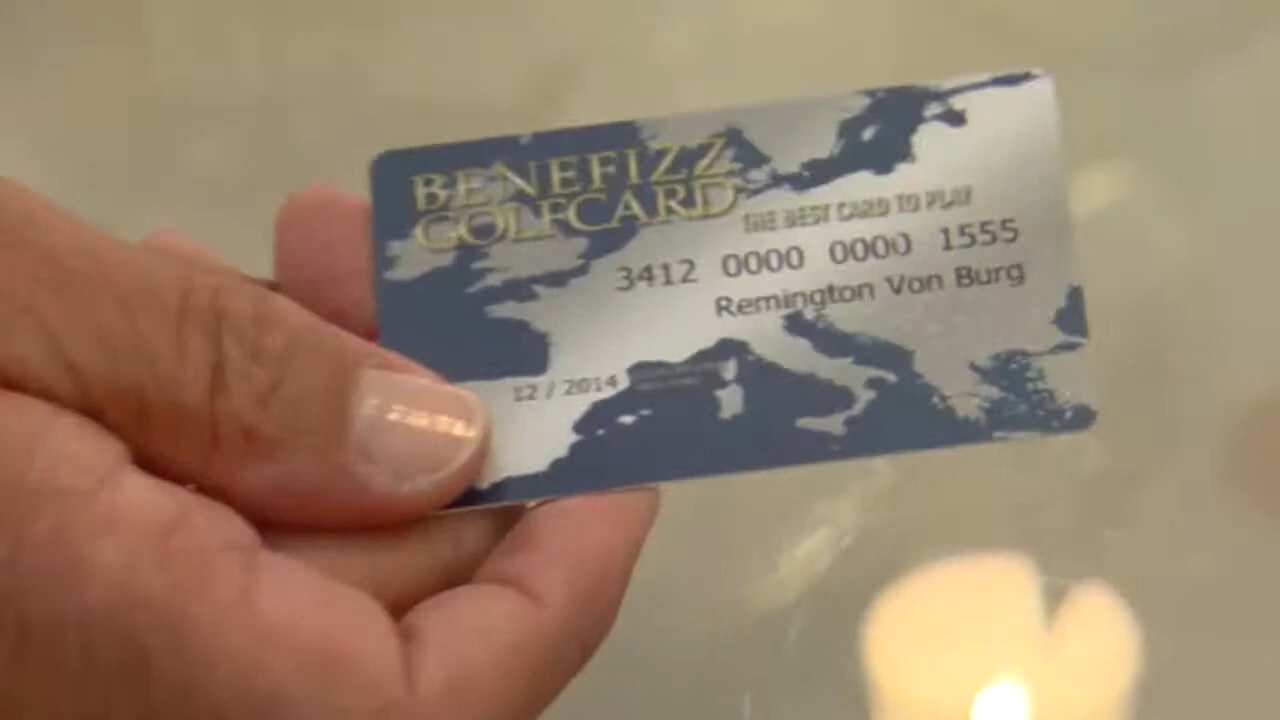 BENEFIZZ
GOLFCARD
THE BEST CARD TO PLAY
3412 0000 0000 1555
Remington Von Burg
12 / 2014